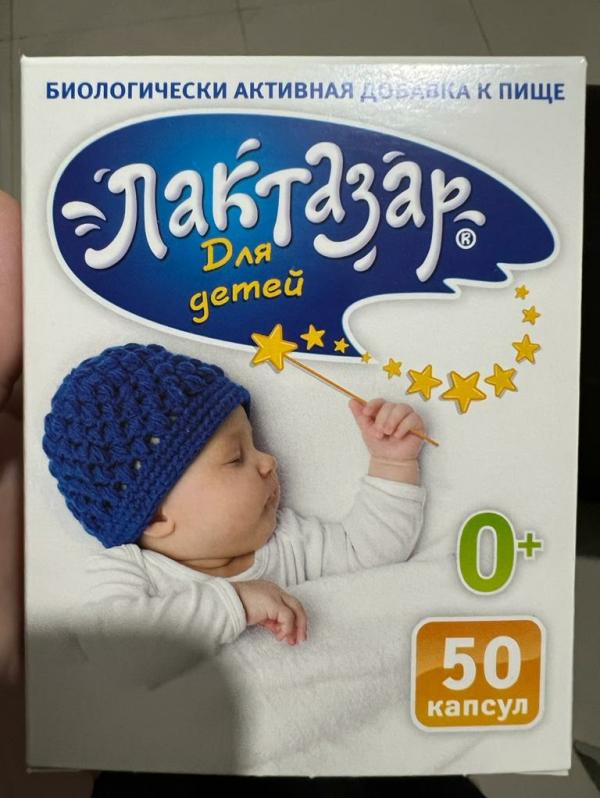 БИОЛОГИЧЕСКИ АКТИВНАЯ ДОБАВКА К ПИЩЕ
Лактазар®
Для
детей
0+
50
капсул